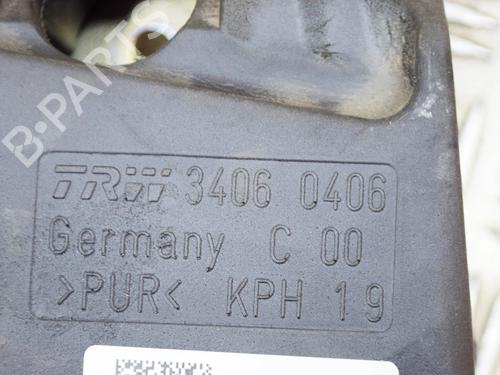 B-PARTS
TRW 3406 0406
Germany C 00
>PUR< KPH 19